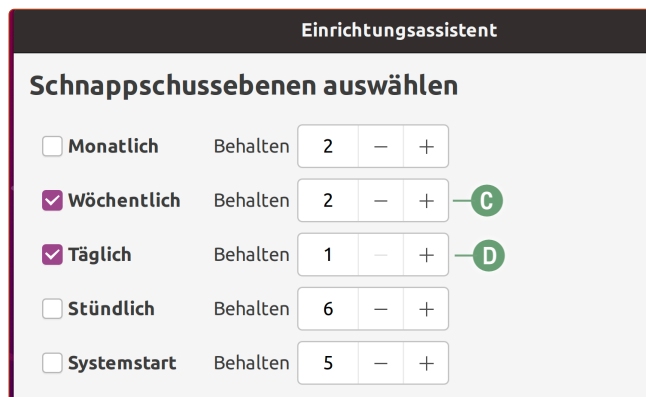 Einrichtungsassistent
Schnappschussebenen auswählen
Monatlich Behalten 2 − +
Wöchentlich Behalten 2 − + C
Täglich Behalten 1 − + D
Stündlich Behalten 6 − +
Systemstart Behalten 5 − +